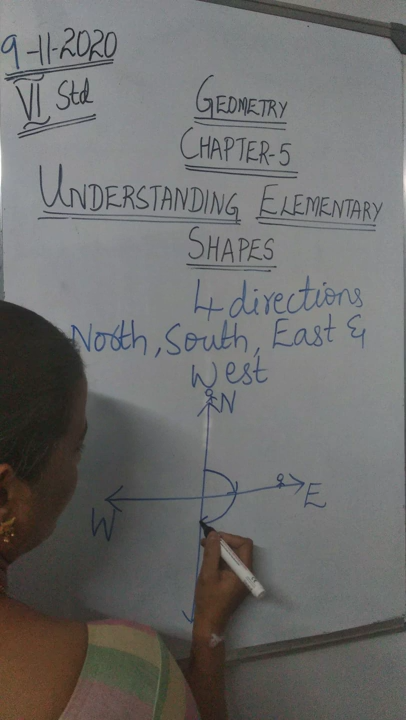 9-11-2020
VI Std
GEOMETRY
CHAPTER-5
UNDERSTANDING ELEMENTARY
SHAPES
4 directions
North, South, East &
West
N
E
W